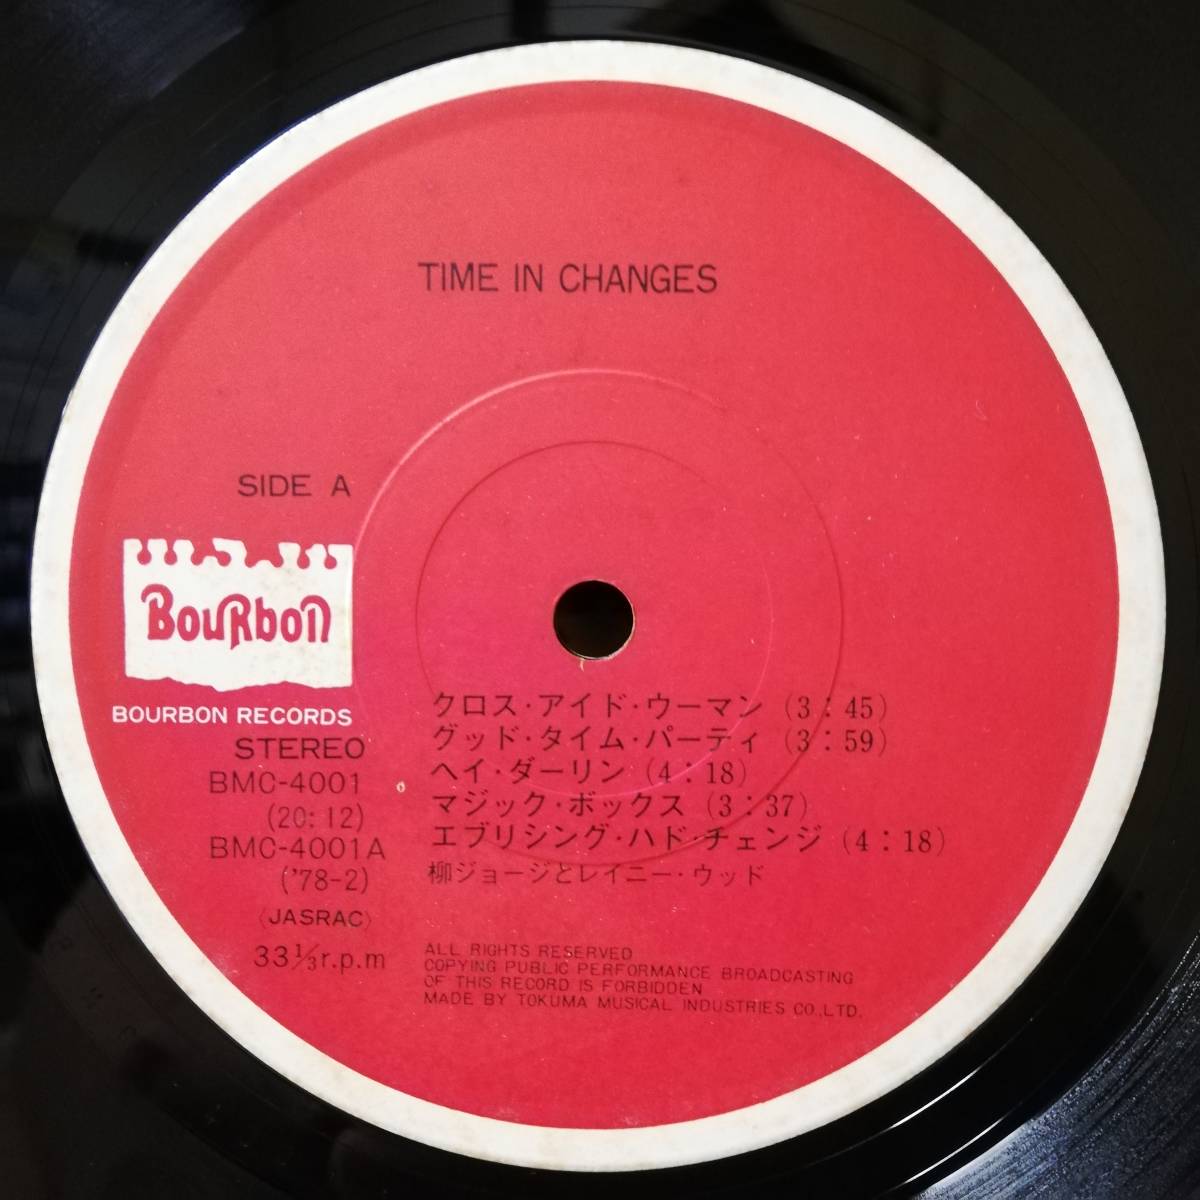 TIME IN CHANGES
SIDE A
BouRbon
BOURBON RECORDS
STEREO
BMC-4001
(20:12)
BMC-4001A
('78-2)
〈JASRAC〉
33⅓r.p.m
クロス・アイド・ウーマン (3:45)
グッド・タイム・パーティ (3:59)
ヘイ・ダーリン (4:18)
マジック・ボックス (3:37)
エブリシング・ハド・チェンジ (4:18)
柳ジョージとレイニー・ウッド
ALL RIGHTS RESERVED
COPYING PUBLIC PERFORMANCE BROADCASTING
OF THIS RECORD IS FORBIDDEN
MADE BY TOKUMA MUSICAL INDUSTRIES CO.,LTD.